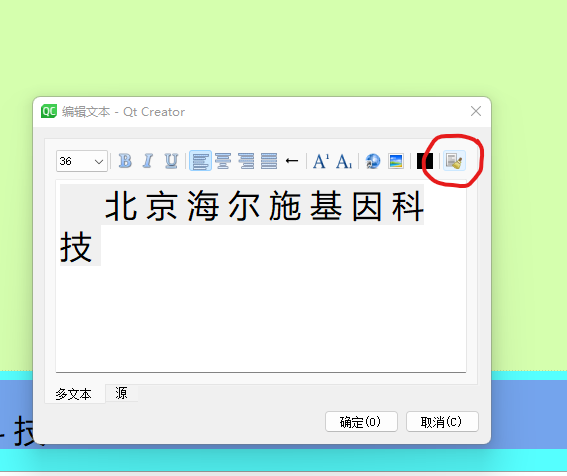 QC 编辑文本 - Qt Creator
36
B I U A¹ A₁
北京海尔施基因科
技
多文本 源
确定(O) 取消(C)
技